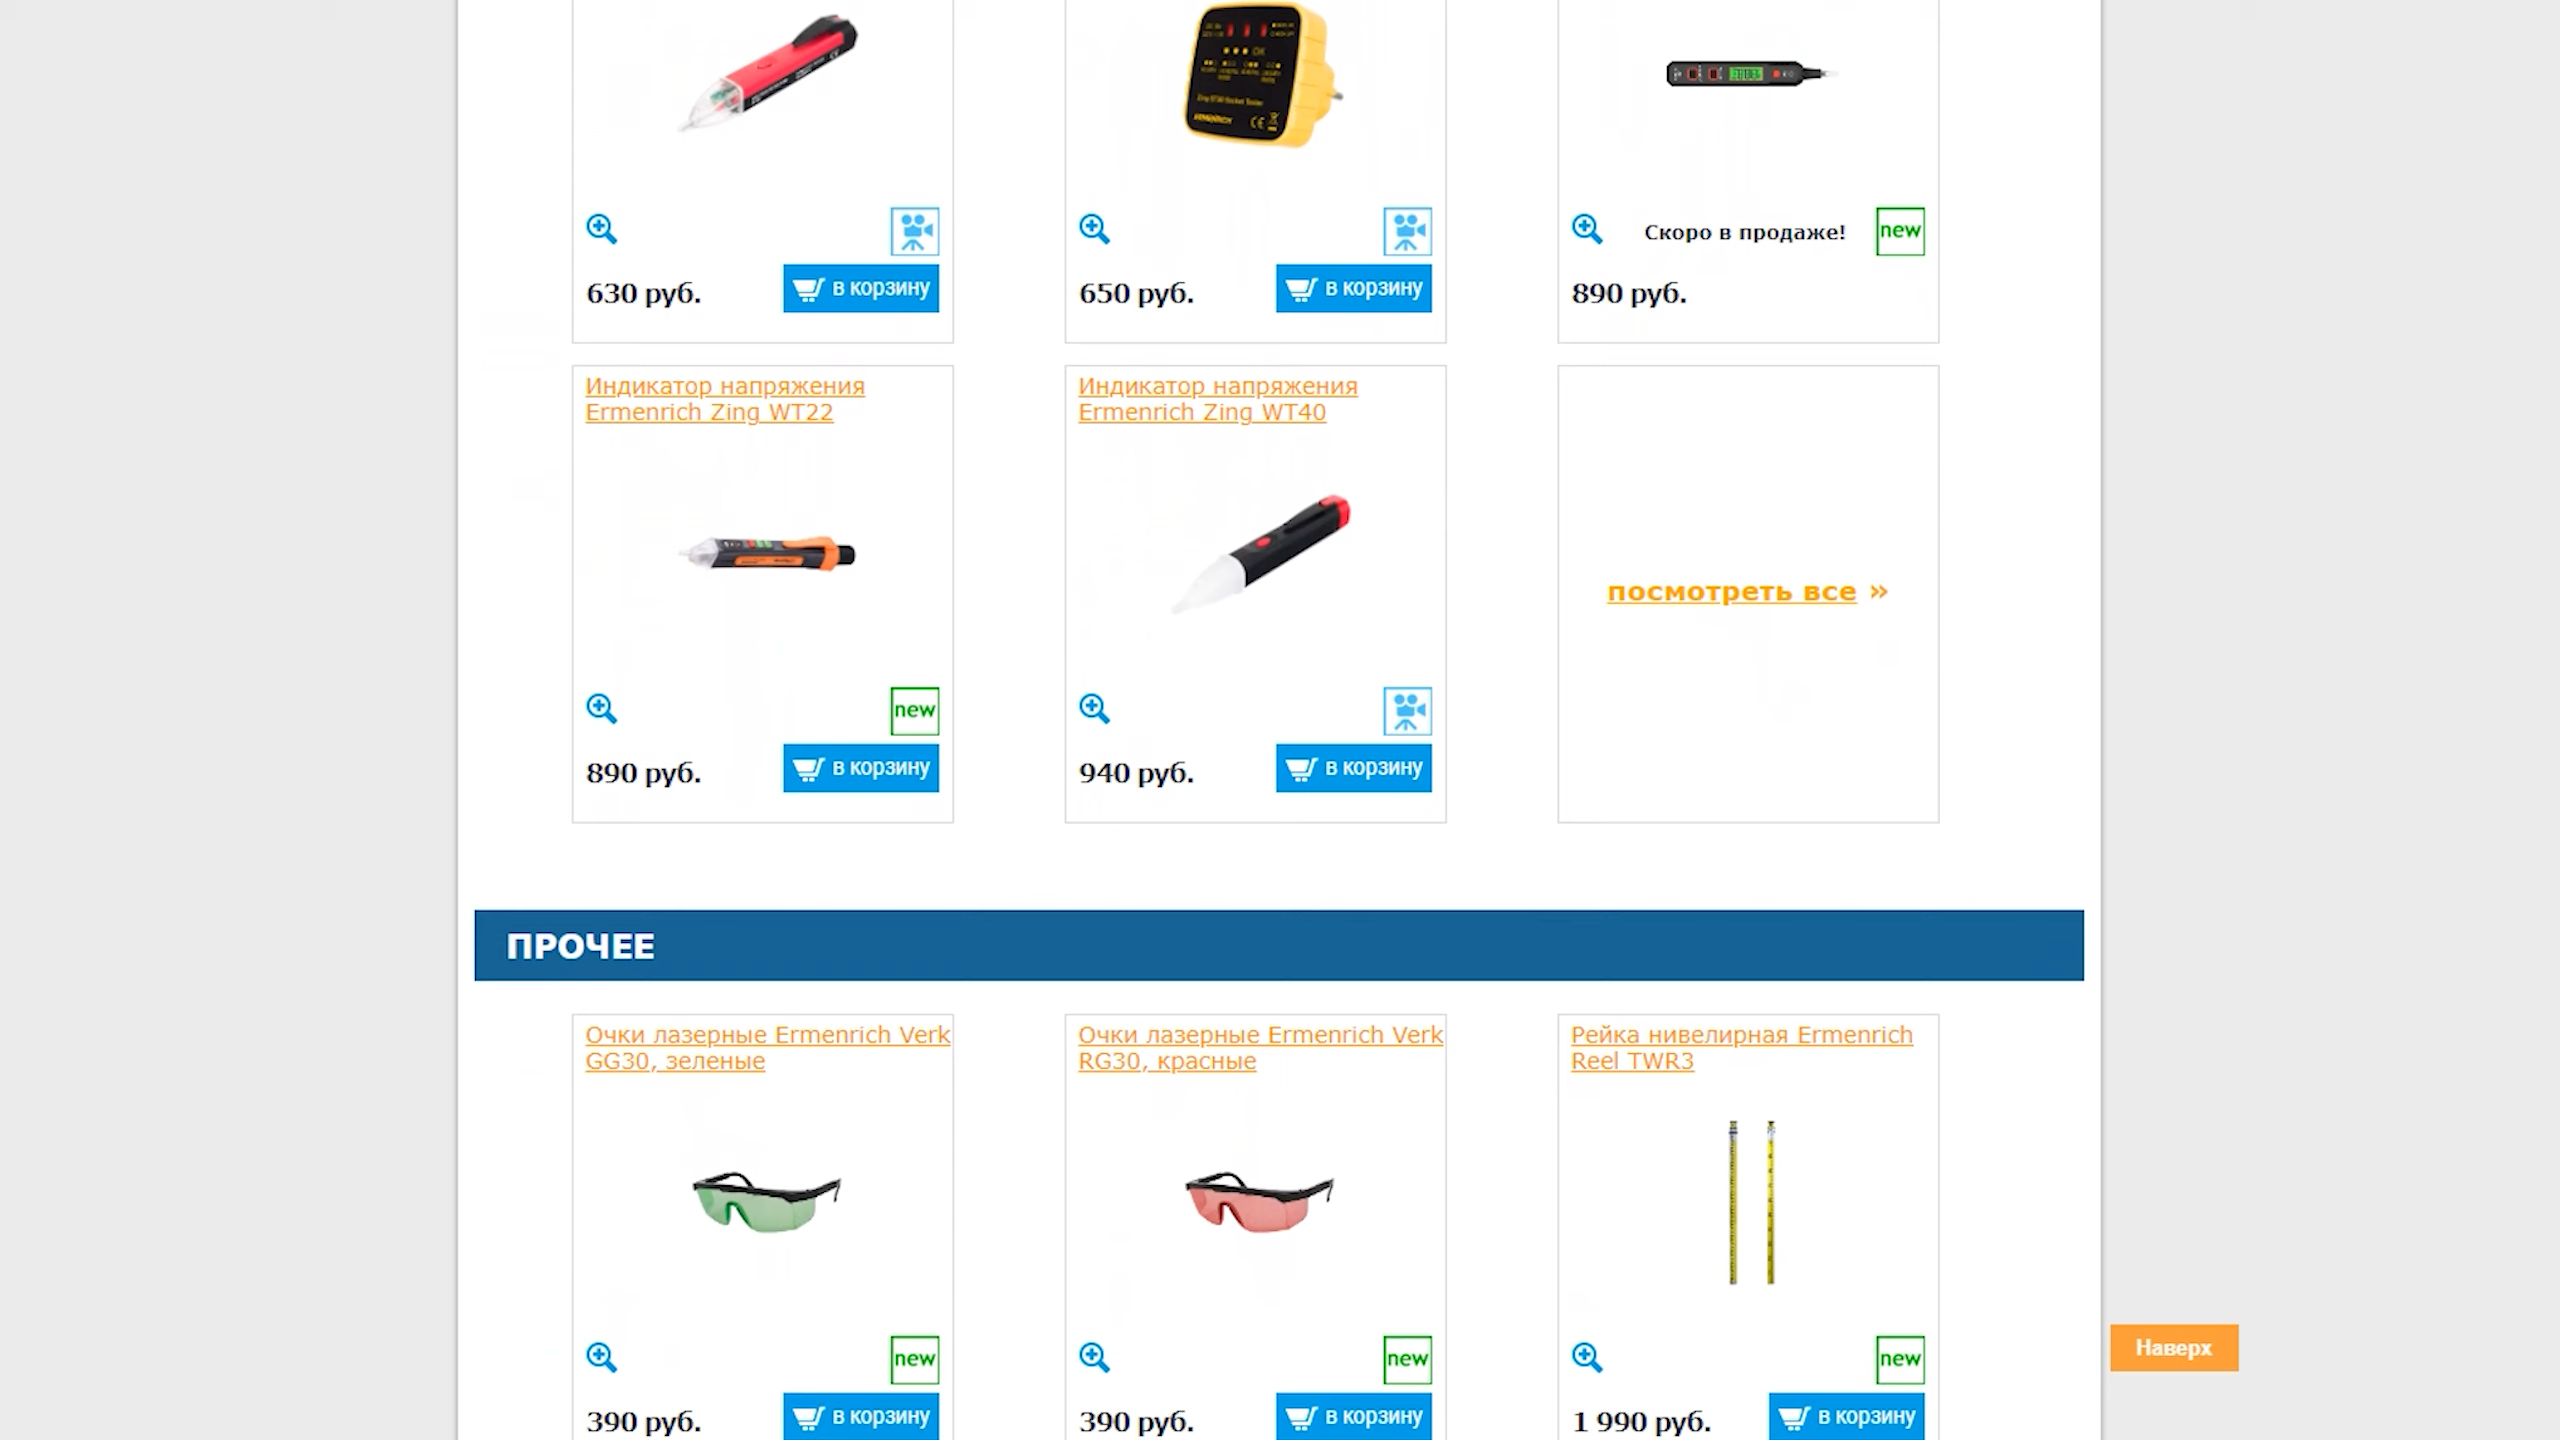 Скоро в продаже! new
630 руб. в корзину 650 руб. в корзину 890 руб.
Индикатор напряжения
Ermenrich Zing WT22
Индикатор напряжения
Ermenrich Zing WT40
посмотреть все »
new
890 руб. в корзину 940 руб. в корзину
ПРОЧЕЕ
Очки лазерные Ermenrich Verk
GG30, зеленые
Очки лазерные Ermenrich Verk
RG30, красные
Рейка нивелирная Ermenrich
Reel TWR3
new new new
Наверх
390 руб. в корзину 390 руб. в корзину 1 990 руб. в корзину